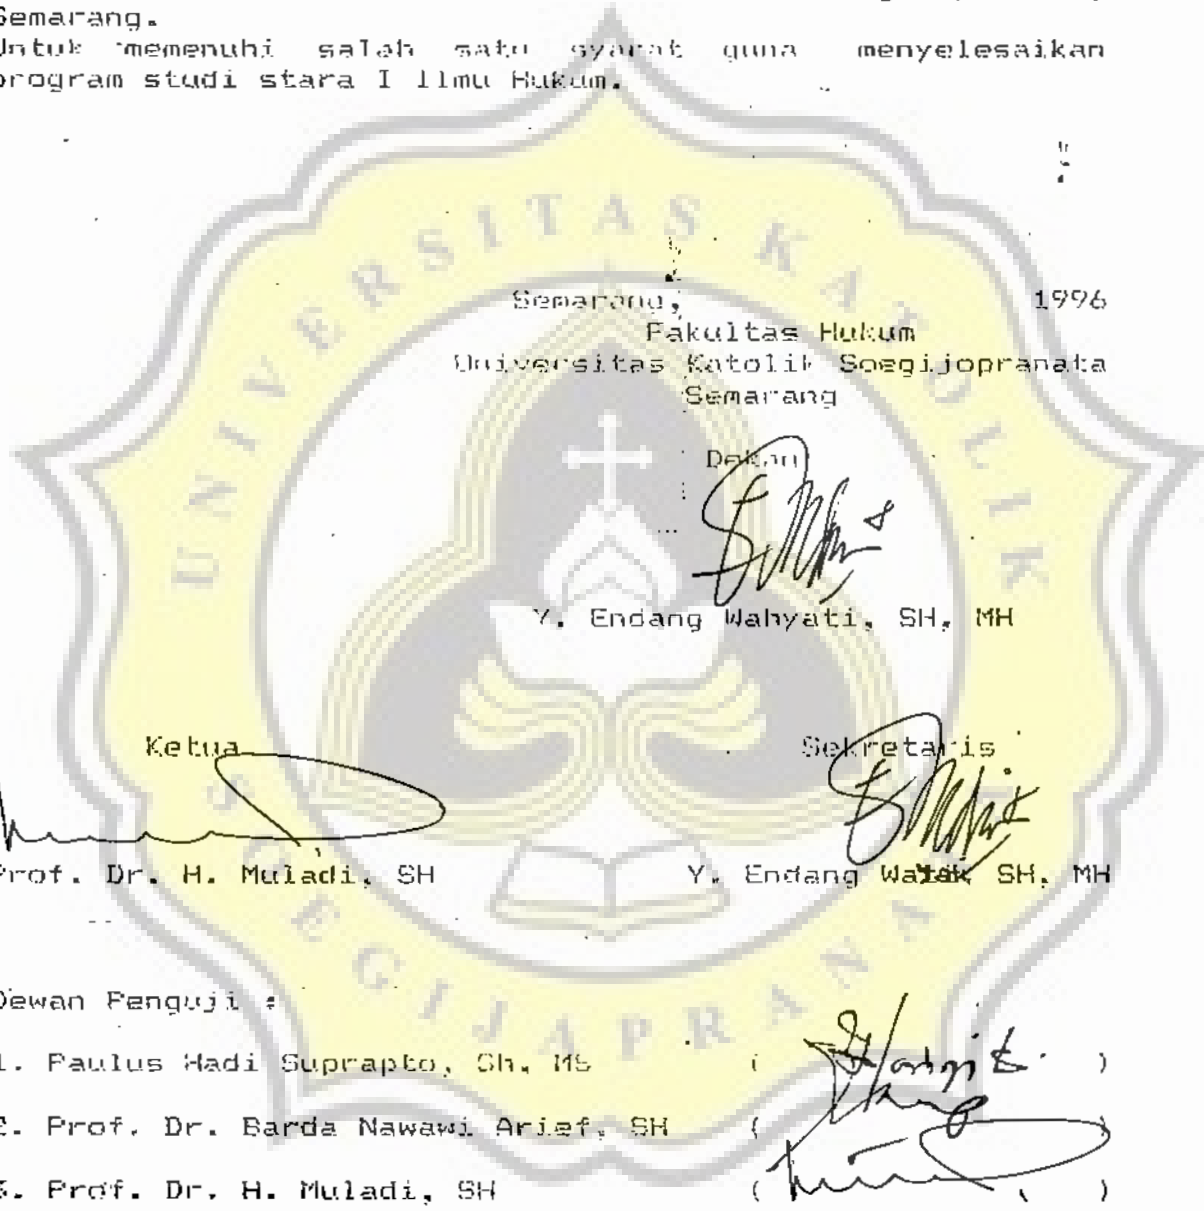 Semarang.
Untuk memenuhi salah satu syarat guna menyelesaikan
program studi stara I Ilmu Hukum.
UNIVERSITAS KATOLIK
SOEGIJAPRANATA
Semarang, 1996
Fakultas Hukum
Universitas Katolik Soegijopranata
Semarang
Dekan
Y. Endang Wahyati, SH, MH
Ketua Sekretaris
Prof. Dr. H. Muladi, SH Y. Endang SH, MH
Dewan Penguji :
1. Paulus Hadi Suprapto, Sh, MS ( )
2. Prof. Dr. Barda Nawawi Arief, SH ( )
3. Prof. Dr. H. Muladi, SH ( )